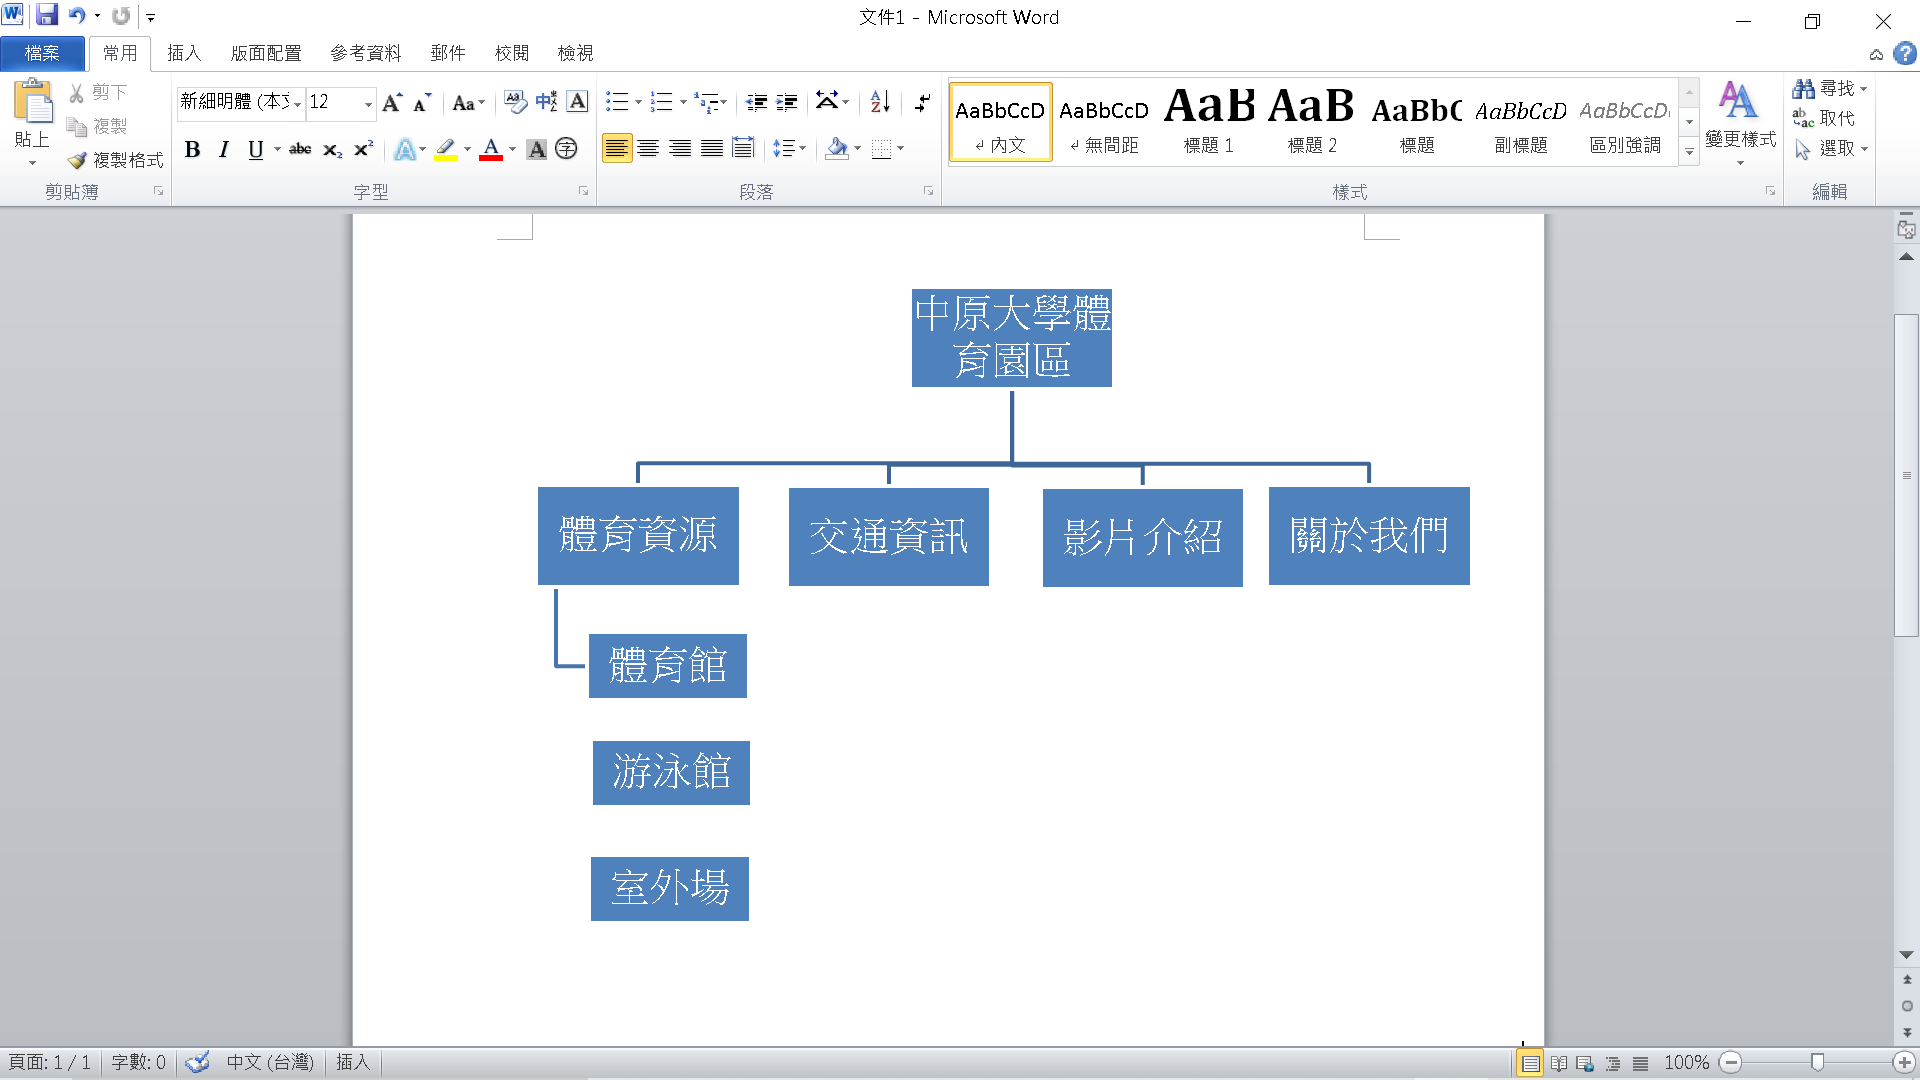 文件1 - Microsoft Word
檔案
常用
插入
版面配置
參考資料
郵件
校閱
檢視
貼上
剪下
複製
複製格式
剪貼簿
新細明體 (本文
12
Aa
B I U abc x₂ x²
A
字型
段落
AaBbCcD
內文
AaBbCcD
無間距
AaB
標題 1
AaB
標題 2
AaBbC
標題
AaBbCcD
副標題
AaBbCcD
區別強調
變更樣式
樣式
尋找
取代
選取
編輯
中原大學體
育園區
體育資源
交通資訊
影片介紹
關於我們
體育館
游泳館
室外場
頁面: 1 / 1
字數: 0
中文 (台灣)
插入
100%